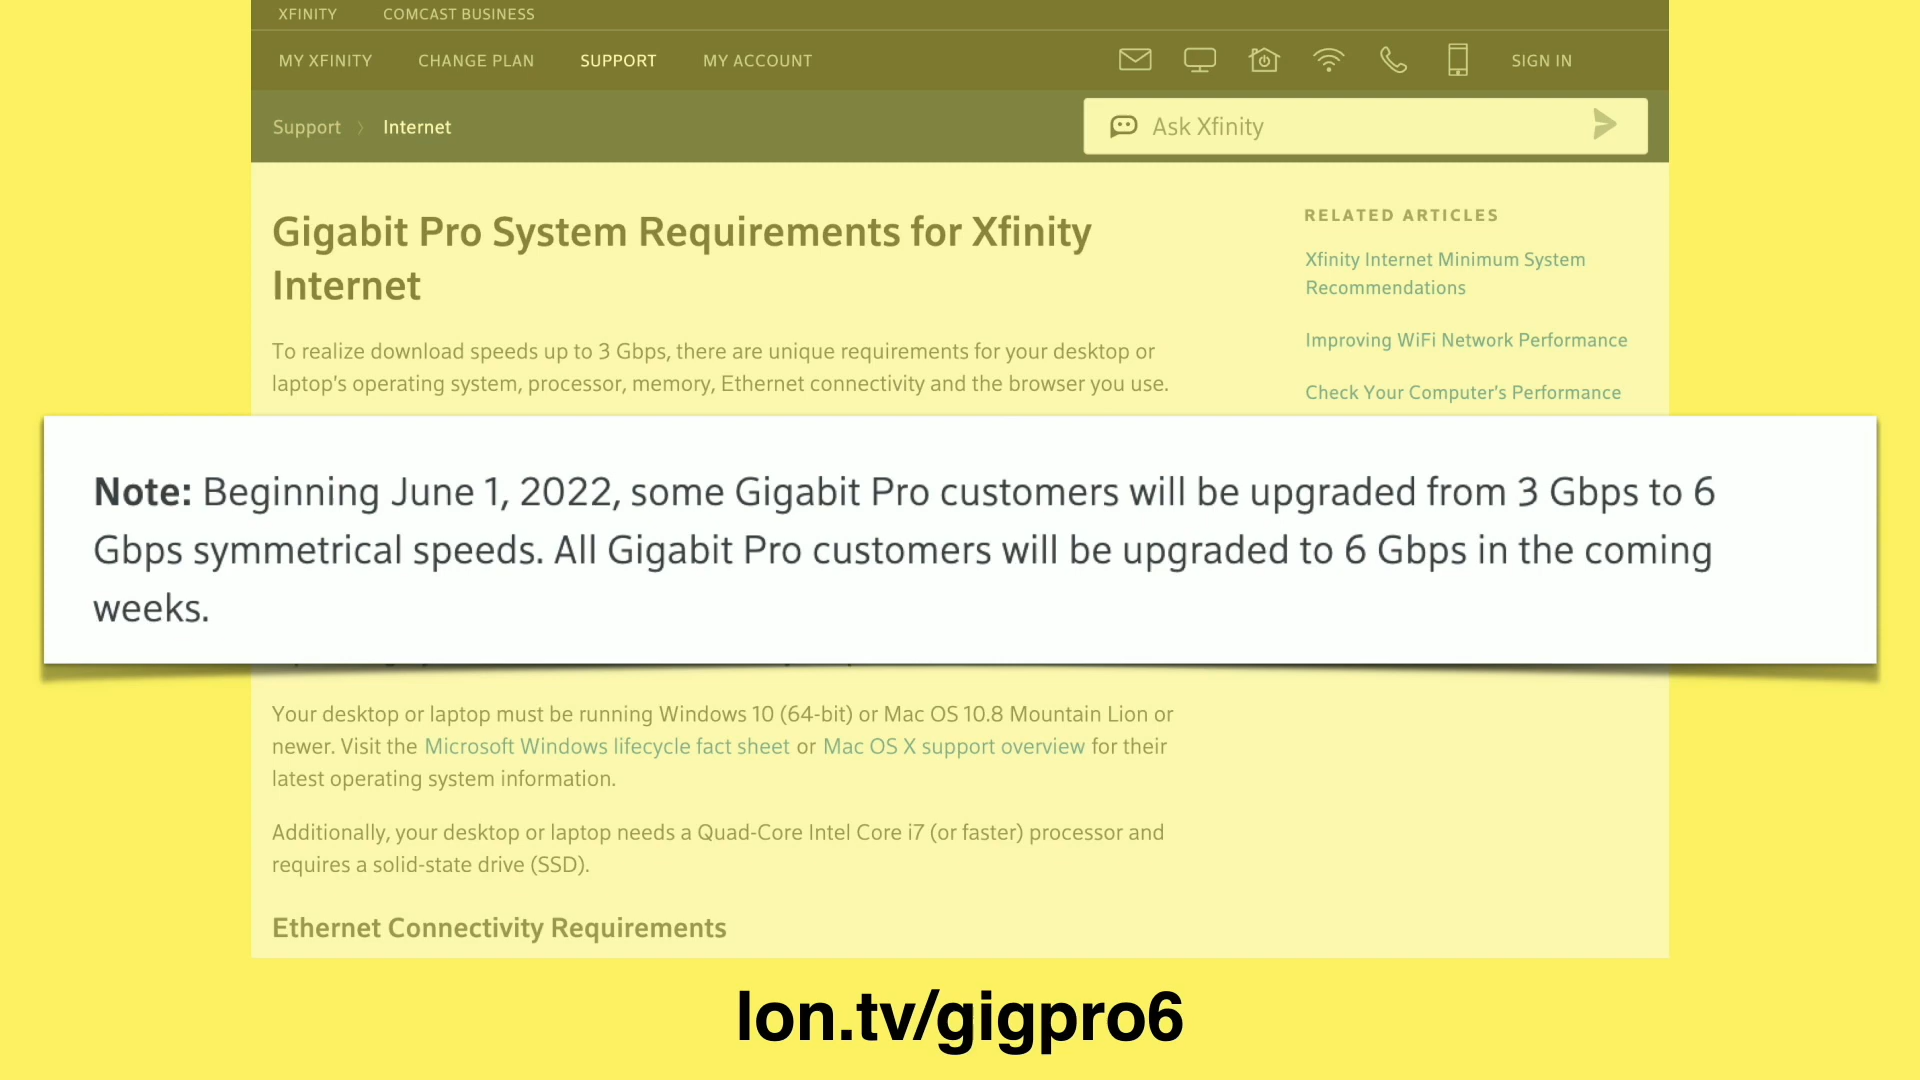 XFINITY COMCAST BUSINESS
MY XFINITY CHANGE PLAN SUPPORT MY ACCOUNT SIGN IN
Support > Internet
Ask Xfinity
Gigabit Pro System Requirements for Xfinity
Internet
To realize download speeds up to 3 Gbps, there are unique requirements for your desktop or
laptop's operating system, processor, memory, Ethernet connectivity and the browser you use.
RELATED ARTICLES
Xfinity Internet Minimum System
Recommendations
Improving WiFi Network Performance
Check Your Computer's Performance
Note: Beginning June 1, 2022, some Gigabit Pro customers will be upgraded from 3 Gbps to 6
Gbps symmetrical speeds. All Gigabit Pro customers will be upgraded to 6 Gbps in the coming
weeks.
Your desktop or laptop must be running Windows 10 (64-bit) or Mac OS 10.8 Mountain Lion or
newer. Visit the Microsoft Windows lifecycle fact sheet or Mac OS X support overview for their
latest operating system information.
Additionally, your desktop or laptop needs a Quad-Core Intel Core i7 (or faster) processor and
requires a solid-state drive (SSD).
Ethernet Connectivity Requirements
lon.tv/gigpro6